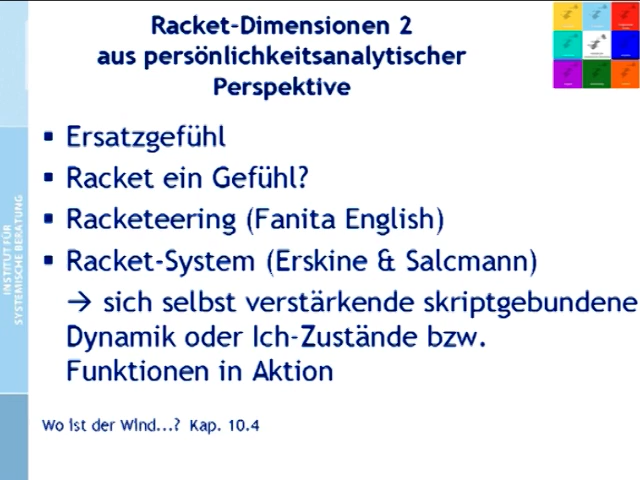 Racket-Dimensionen 2
aus persönlichkeitsanalytischer
Perspektive
▪ Ersatzgefühl
▪ Racket ein Gefühl?
▪ Racketeering (Fanita English)
▪ Racket-System (Erskine & Salcmann)
→ sich selbst verstärkende skriptgebundene
Dynamik oder Ich-Zustände bzw.
Funktionen in Aktion
Wo ist der Wind...? Kap. 10.4
INSTITUT FÜR
SYSTEMISCHE BERATUNG